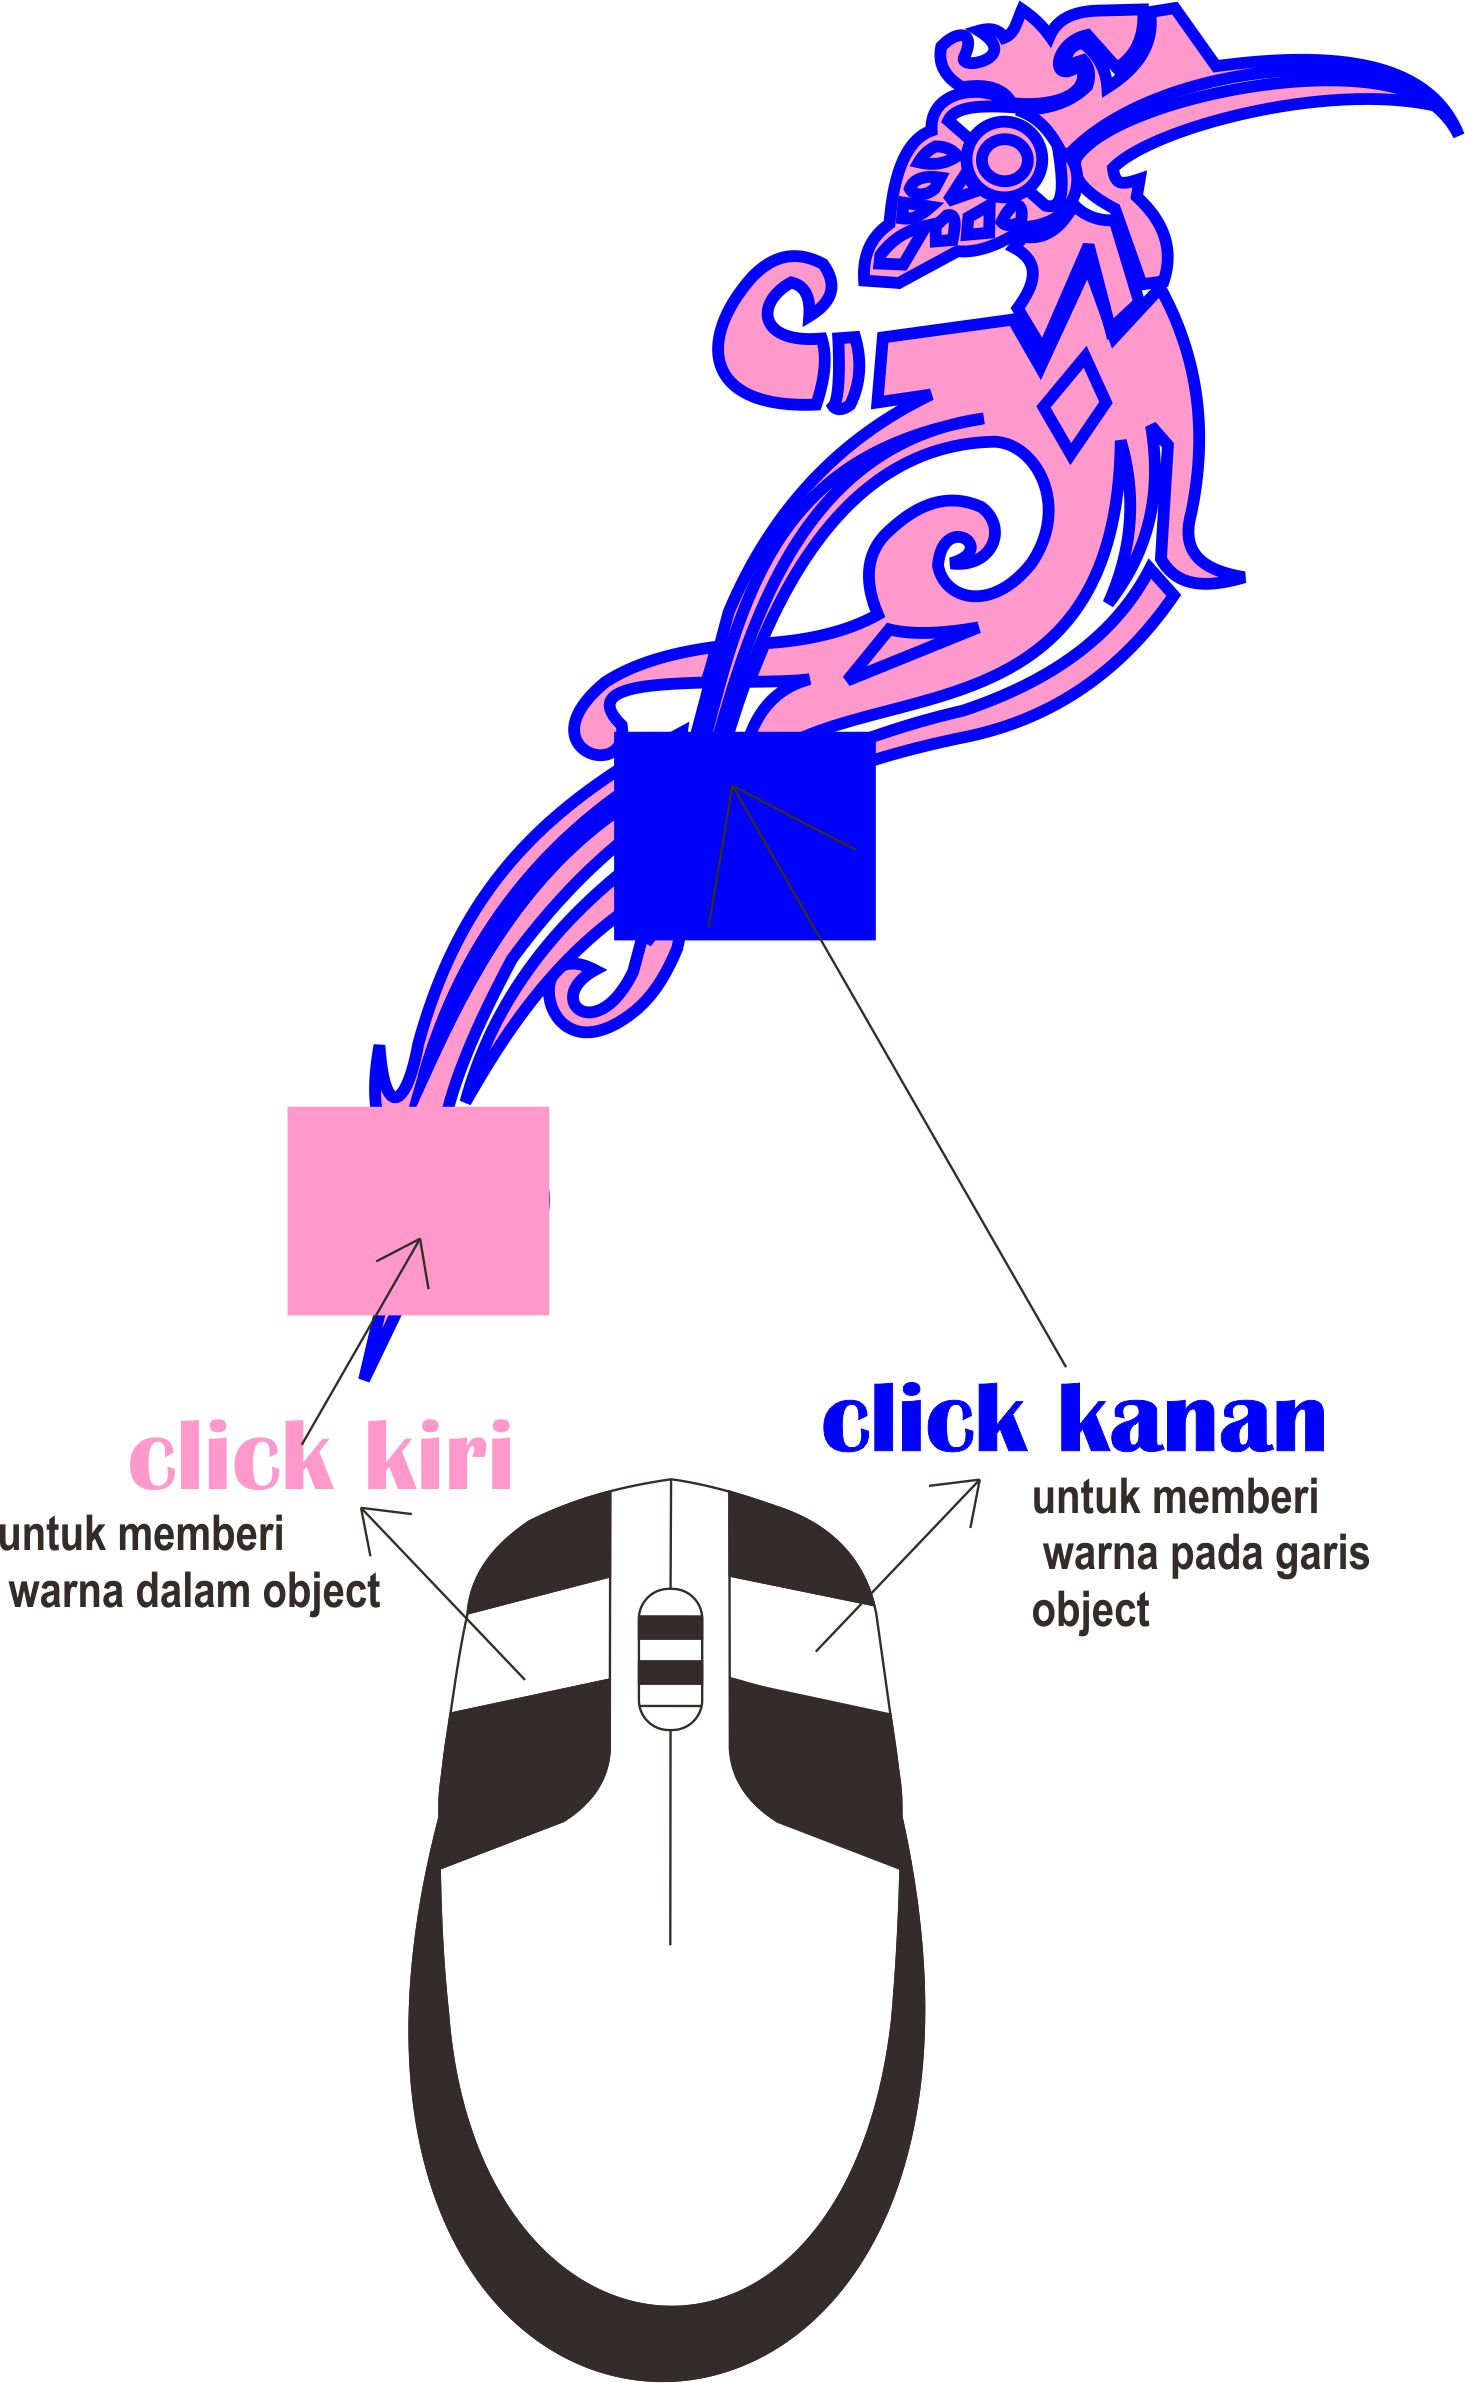 click kiri
untuk memberi
warna dalam object
click kanan
untuk memberi
warna pada garis
object